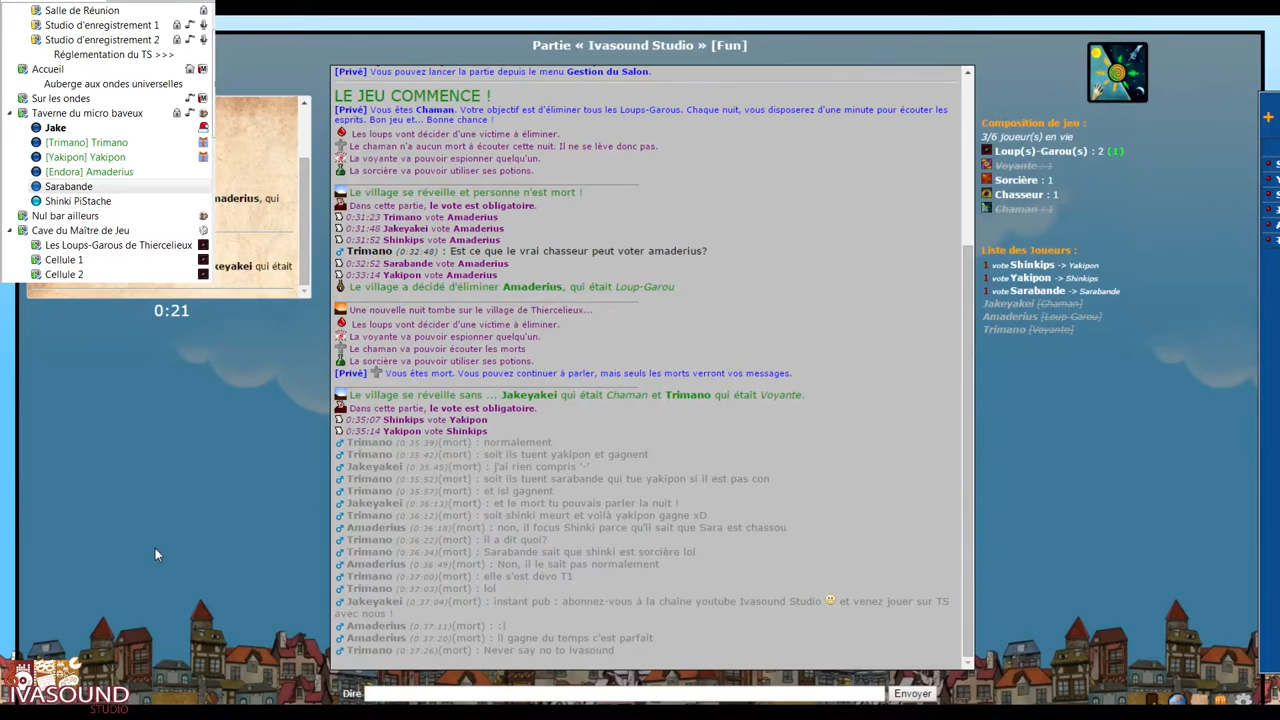 Salle de Réunion
Studio d'enregistrement 1
Studio d'enregistrement 2
Réglementation du TS >>>
Accueil
Auberge aux ondes universelles
Sur les ondes
Taverne du micro baveux
Jake
[Trimano] Trimano
[Yakipon] Yakipon
[Endora] Amaderius
Sarabande
Shinki PiStache
Nul bar ailleurs
Cave du Maître de Jeu
Les Loups-Garous de Thiercelieux
Cellule 1
Cellule 2
maderius, qui
keyakei qui était
0:21
Partie « Ivasound Studio » [Fun]
[Privé] Vous pouvez lancer la partie depuis le menu Gestion du Salon.
LE JEU COMMENCE !
[Privé] Vous êtes Chaman. Votre objectif est d'éliminer tous les Loups-Garous. Chaque nuit, vous disposerez d'une minute pour écouter les
esprits. Bon jeu et... Bonne chance !
Les loups vont décider d'une victime à éliminer.
Le chaman n'a aucun mort à écouter cette nuit. Il ne se lève donc pas.
La voyante va pouvoir espionner quelqu'un.
La sorcière va pouvoir utiliser ses potions.
Le village se réveille et personne n'est mort !
Dans cette partie, le vote est obligatoire.
0:31:23 Trimano vote Amaderius
0:31:48 Jakeyakei vote Amaderius
0:31:52 Shinkips vote Amaderius
Trimano (0:32:48) : Est ce que le vrai chasseur peut voter amaderius?
0:32:52 Sarabande vote Amaderius
0:33:14 Yakipon vote Amaderius
Le village a décidé d'éliminer Amaderius, qui était Loup-Garou
Une nouvelle nuit tombe sur le village de Thiercelieux...
Les loups vont décider d'une victime à éliminer.
La voyante va pouvoir espionner quelqu'un.
Le chaman va pouvoir écouter les morts
La sorcière va pouvoir utiliser ses potions.
[Privé] Vous êtes mort. Vous pouvez continuer à parler, mais seuls les morts verront vos messages.
Le village se réveille sans ... Jakeyakei qui était Chaman et Trimano qui était Voyante.
Dans cette partie, le vote est obligatoire.
0:35:07 Shinkips vote Yakipon
0:35:14 Yakipon vote Shinkips
Trimano (0:35:39)(mort) : normalement
Trimano (0:35:42)(mort) : soit ils tuent yakipon et gagnent
Jakeyakei (0:35:45)(mort) : j'ai rien compris '-'
Trimano (0:35:52)(mort) : soit ils tuent sarabande qui tue yakipon si il est pas con
Trimano (0:35:57)(mort) : et isl gagnent
Jakeyakei (0:36:13)(mort) : et le mort tu pouvais parler la nuit !
Trimano (0:36:12)(mort) : soit shinki meurt et voilà yakipon gagne xD
Amaderius (0:36:18)(mort) : non, il focus Shinki parce qu'il sait que Sara est chassou
Trimano (0:36:22)(mort) : il a dit quoi?
Trimano (0:36:34)(mort) : Sarabande sait que shinki est sorcière lol
Amaderius (0:36:49)(mort) : Non, il le sait pas normalement
Trimano (0:37:00)(mort) : elle s'est dévo T1
Trimano (0:37:03)(mort) : lol
Jakeyakei (0:37:04)(mort) : instant pub : abonnez-vous à la chaîne youtube Ivasound Studio et venez jouer sur TS
avec nous !
Amaderius (0:37:11)(mort) : :(
Amaderius (0:37:20)(mort) : il gagne du temps c'est parfait
Trimano (0:37:26)(mort) : Never say no to Ivasound
Dire
Envoyer
Composition de jeu :
3/6 joueur(s) en vie
Loup(s)-Garou(s) : 2 (1)
Voyante : 1
Sorcière : 1
Chasseur : 1
Chaman : 1
Liste des Joueurs :
1 vote Shinkips -> Yakipon
1 vote Yakipon -> Shinkips
1 vote Sarabande -> Sarabande
Jakeyakei [Chaman]
Amaderius [Loup-Garou]
Trimano [Voyante]
IVASOUND
STUDIO